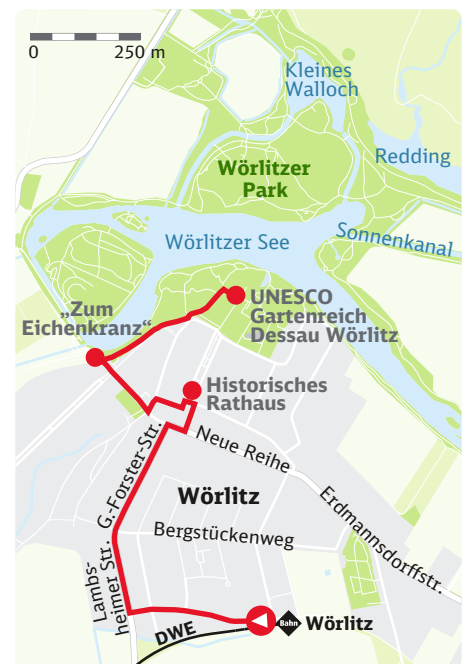 0 250 m
Kleines
Walloch
Redding
Wörlitzer
Park
Sonnenkanal
Wörlitzer See
UNESCO
Gartenreich
Dessau Wörlitz
„Zum
Eichenkranz“
Historisches
Rathaus
G.-Forster-Str.
Neue Reihe
Wörlitz
Erdmannsdorffstr.
Bergstückenweg
Lambs-
heimer Str.
DWE
Bahn Wörlitz